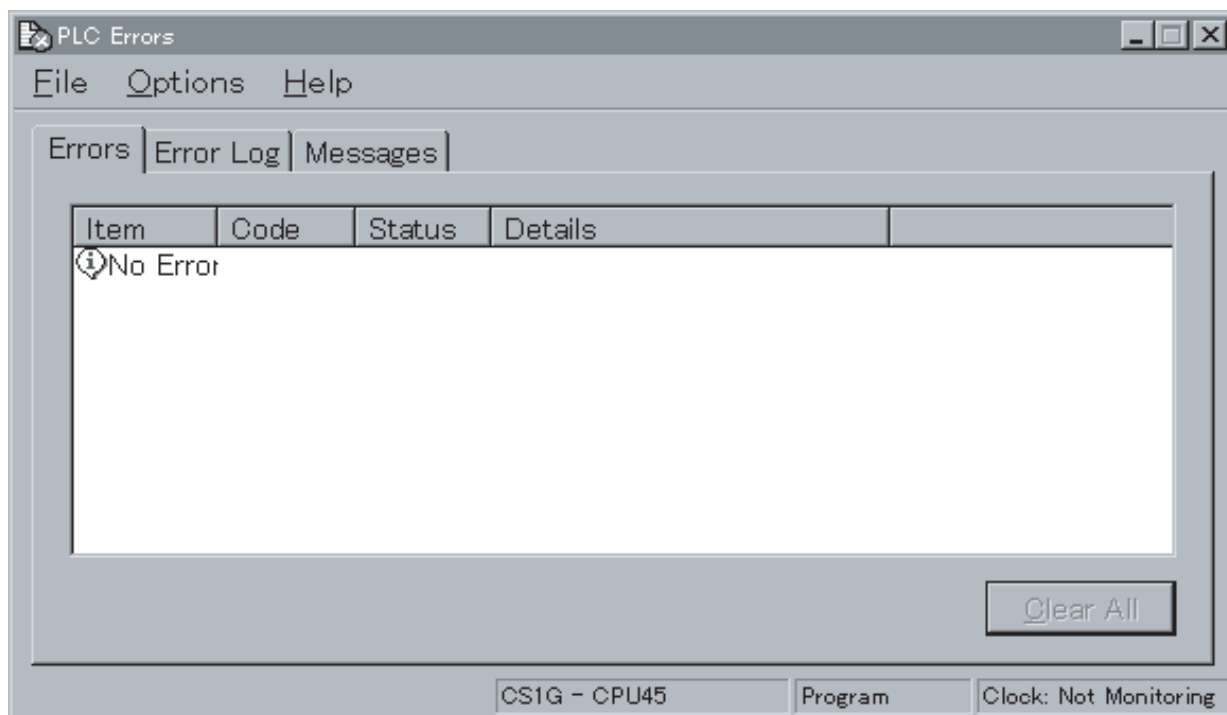 PLC Errors
File Options Help
Errors Error Log Messages
Item Code Status Details
No Error
Clear All
CS1G - CPU45 Program Clock: Not Monitoring